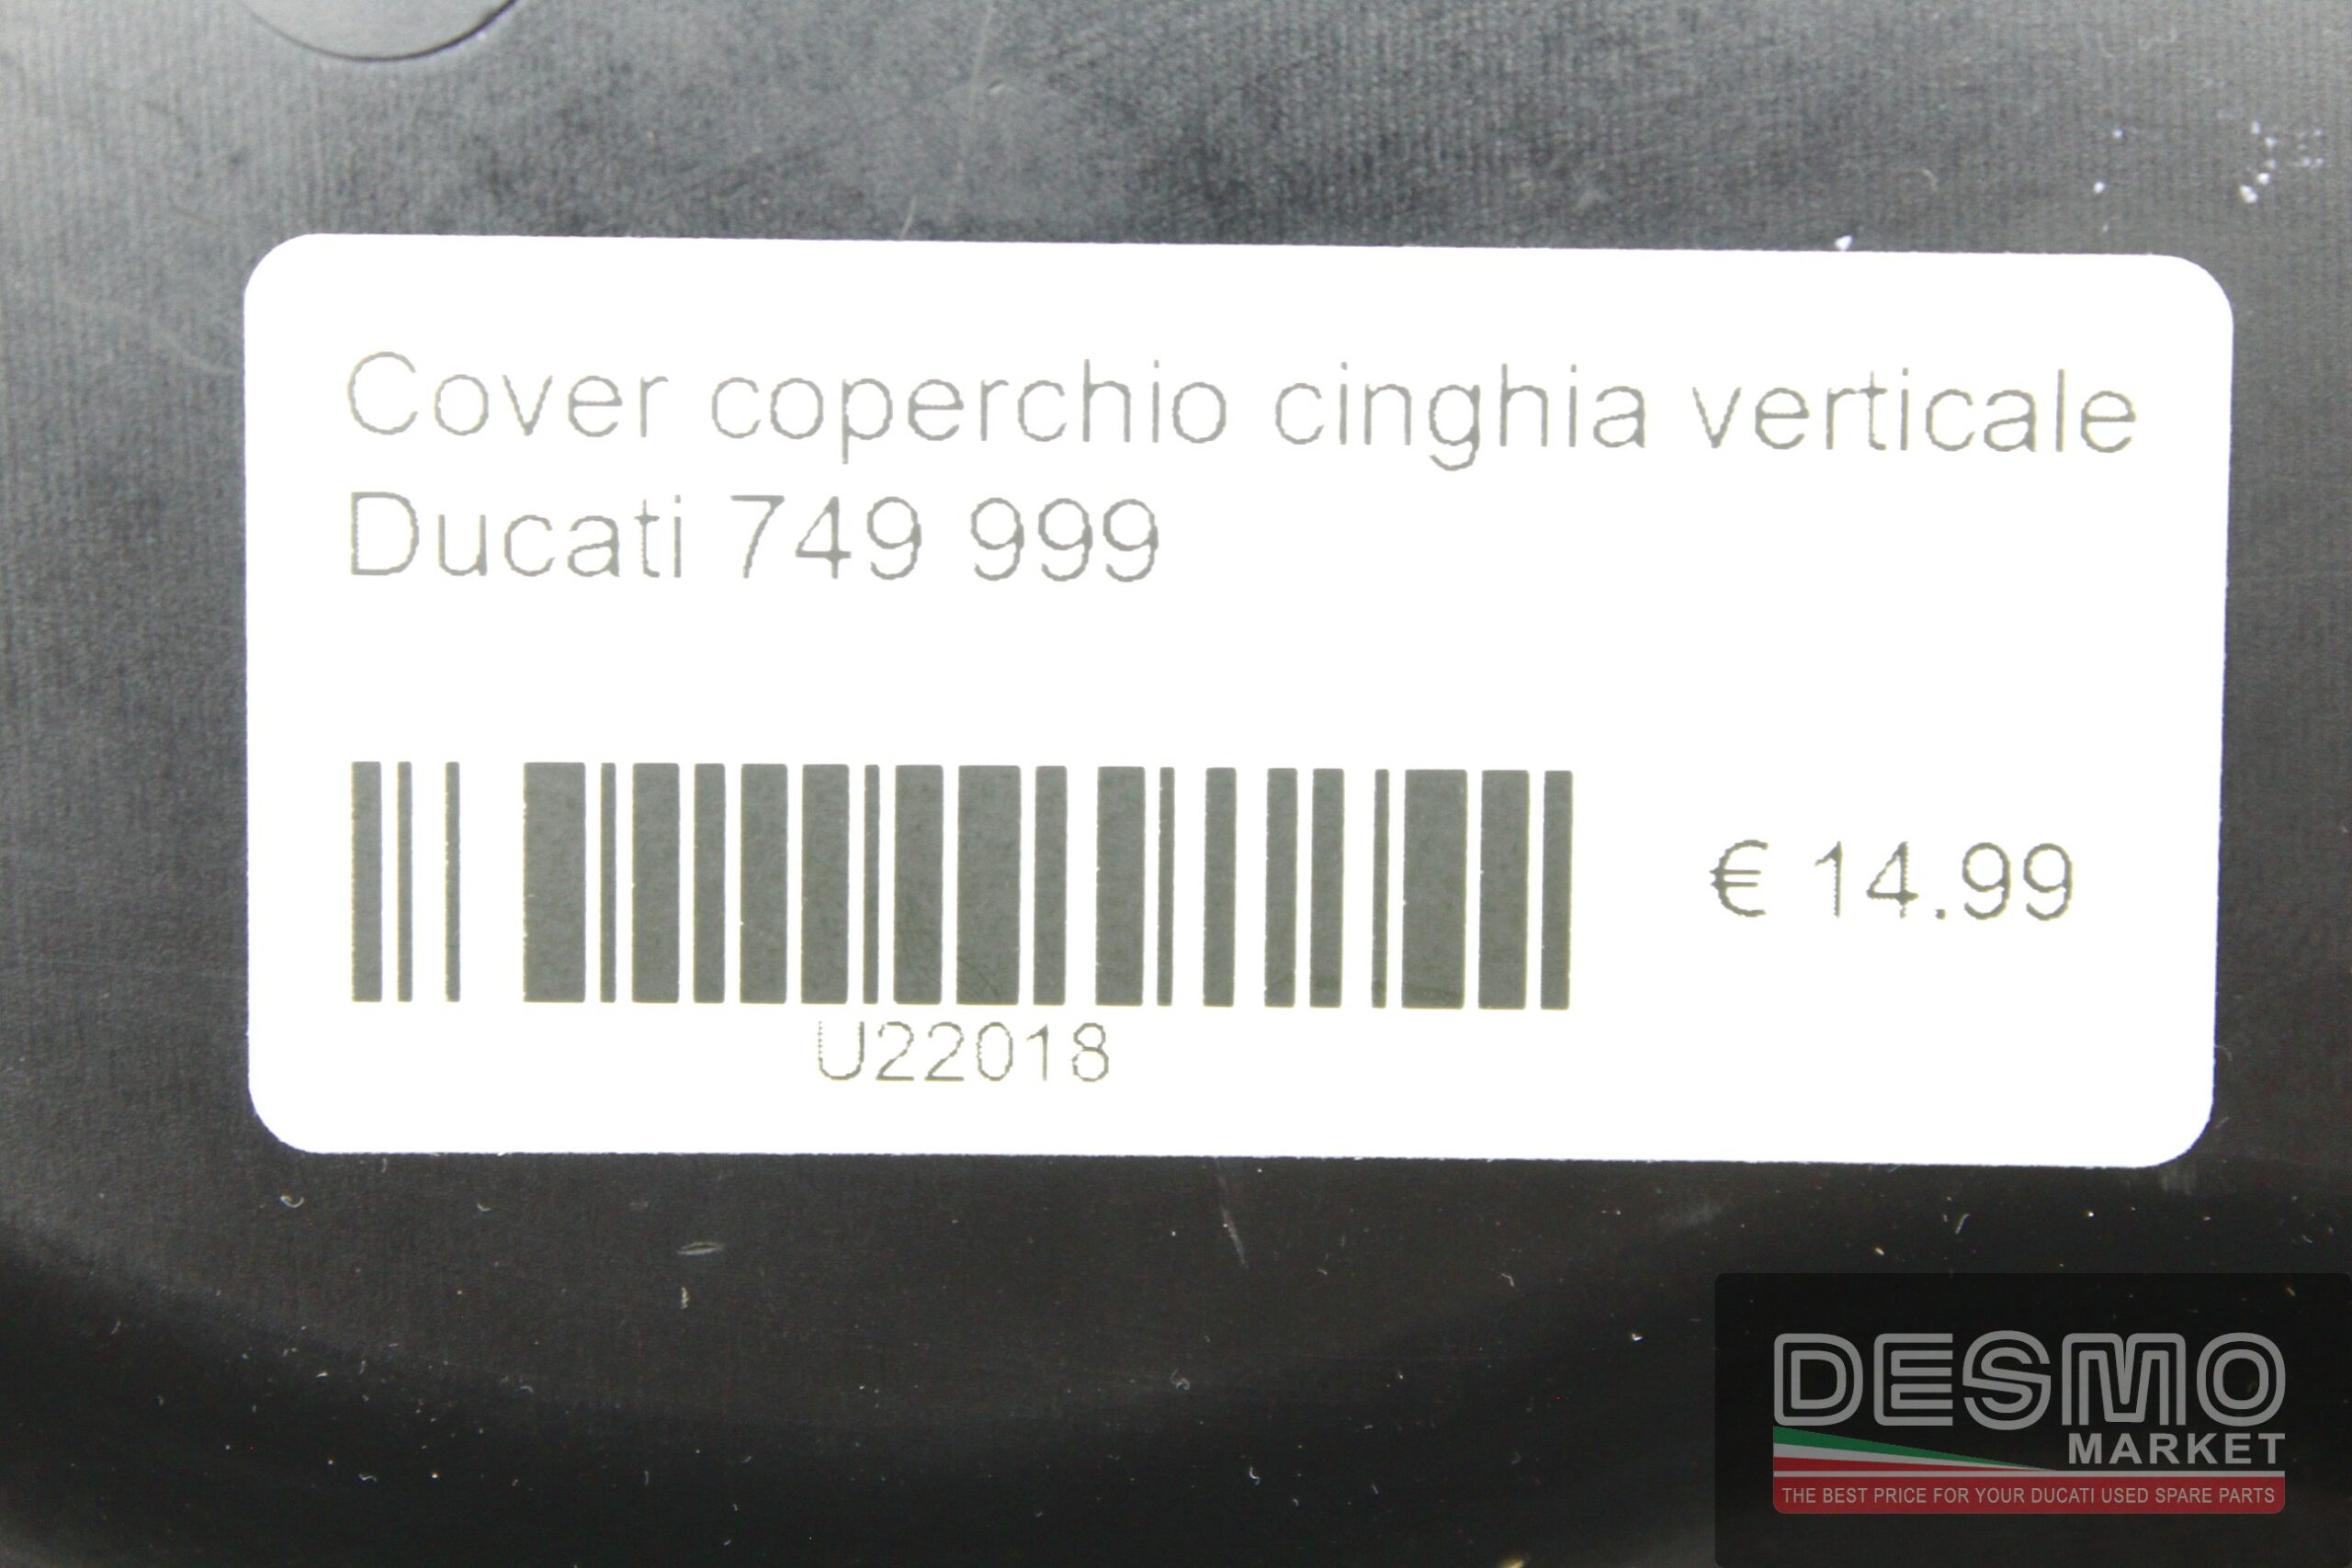 Cover coperchio cinghia verticale
Ducati 749 999
€ 14.99
U22018
DESMO
MARKET
THE BEST PRICE FOR YOUR DUCATI USED SPARE PARTS